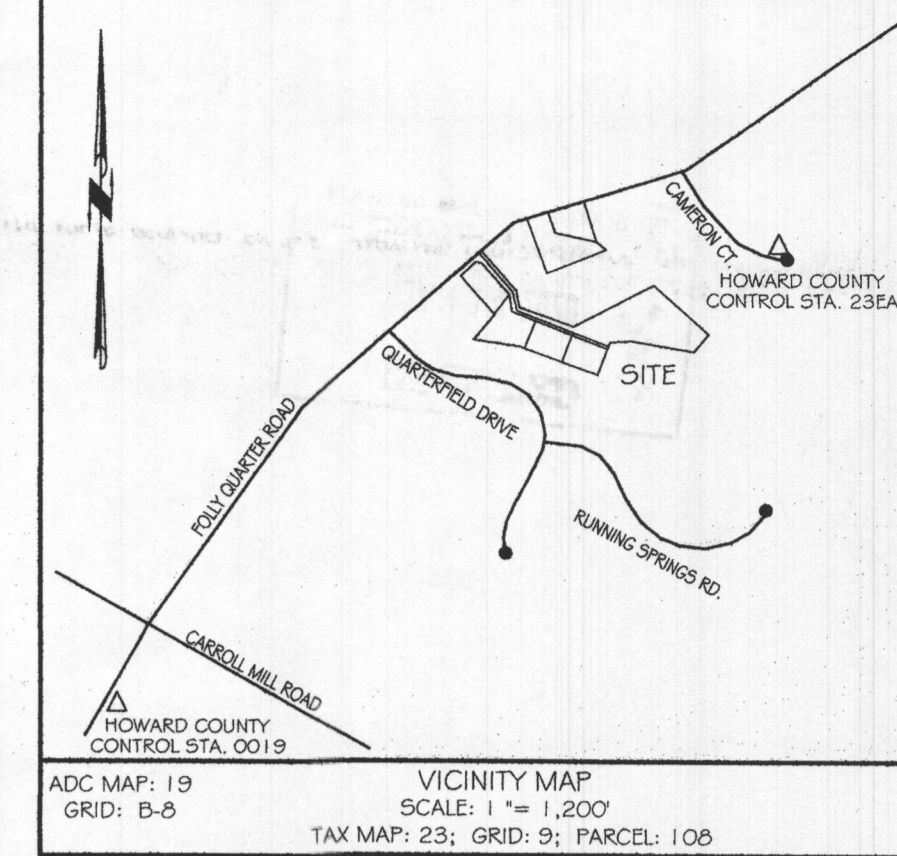 CAMERON CT.
HOWARD COUNTY
CONTROL STA. 23EA
SITE
QUARTERFIELD DRIVE
FOLLY QUARTER ROAD
RUNNING SPRINGS RD.
CARROLL MILL ROAD
HOWARD COUNTY
CONTROL STA. 0019
ADC MAP: 19
GRID: B-8
VICINITY MAP
SCALE: 1 "= 1,200'
TAX MAP: 23; GRID: 9; PARCEL: 108